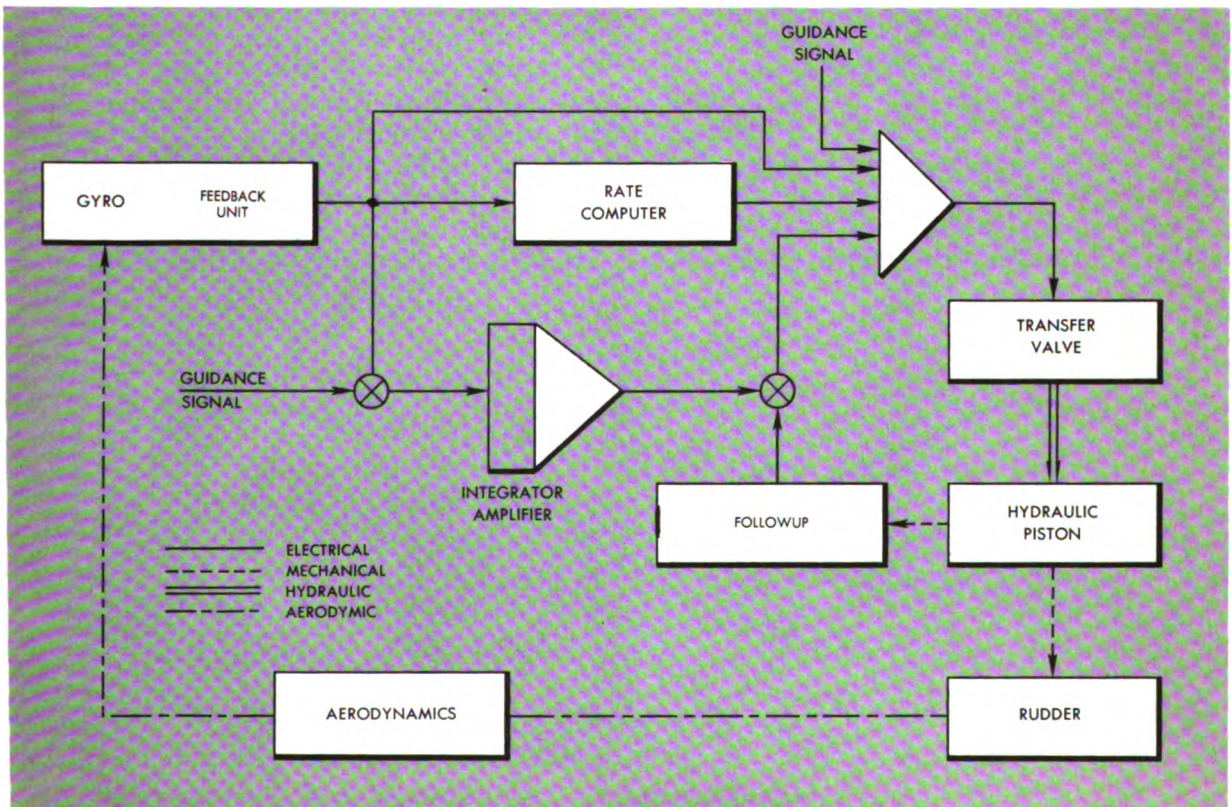 GUIDANCE
SIGNAL
GYRO
FEEDBACK
UNIT
RATE
COMPUTER
TRANSFER
VALVE
GUIDANCE
SIGNAL
INTEGRATOR
AMPLIFIER
FOLLOWUP
HYDRAULIC
PISTON
ELECTRICAL
MECHANICAL
HYDRAULIC
AERODYMIC
AERODYNAMICS
RUDDER